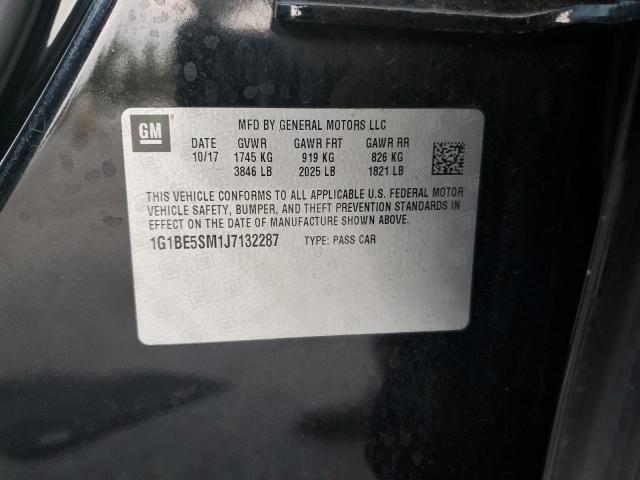 GM
MFD BY GENERAL MOTORS LLC
DATE GVWR GAWR FRT GAWR RR
10/17 1745 KG 919 KG 826 KG
3846 LB 2025 LB 1821 LB
THIS VEHICLE CONFORMS TO ALL APPLICABLE U.S. FEDERAL MOTOR
VEHICLE SAFETY, BUMPER, AND THEFT PREVENTION STANDARDS IN
EFFECT ON THE DATE OF MANUFACTURE SHOWN ABOVE.
1G1BE5SM1J7132287 TYPE: PASS CAR